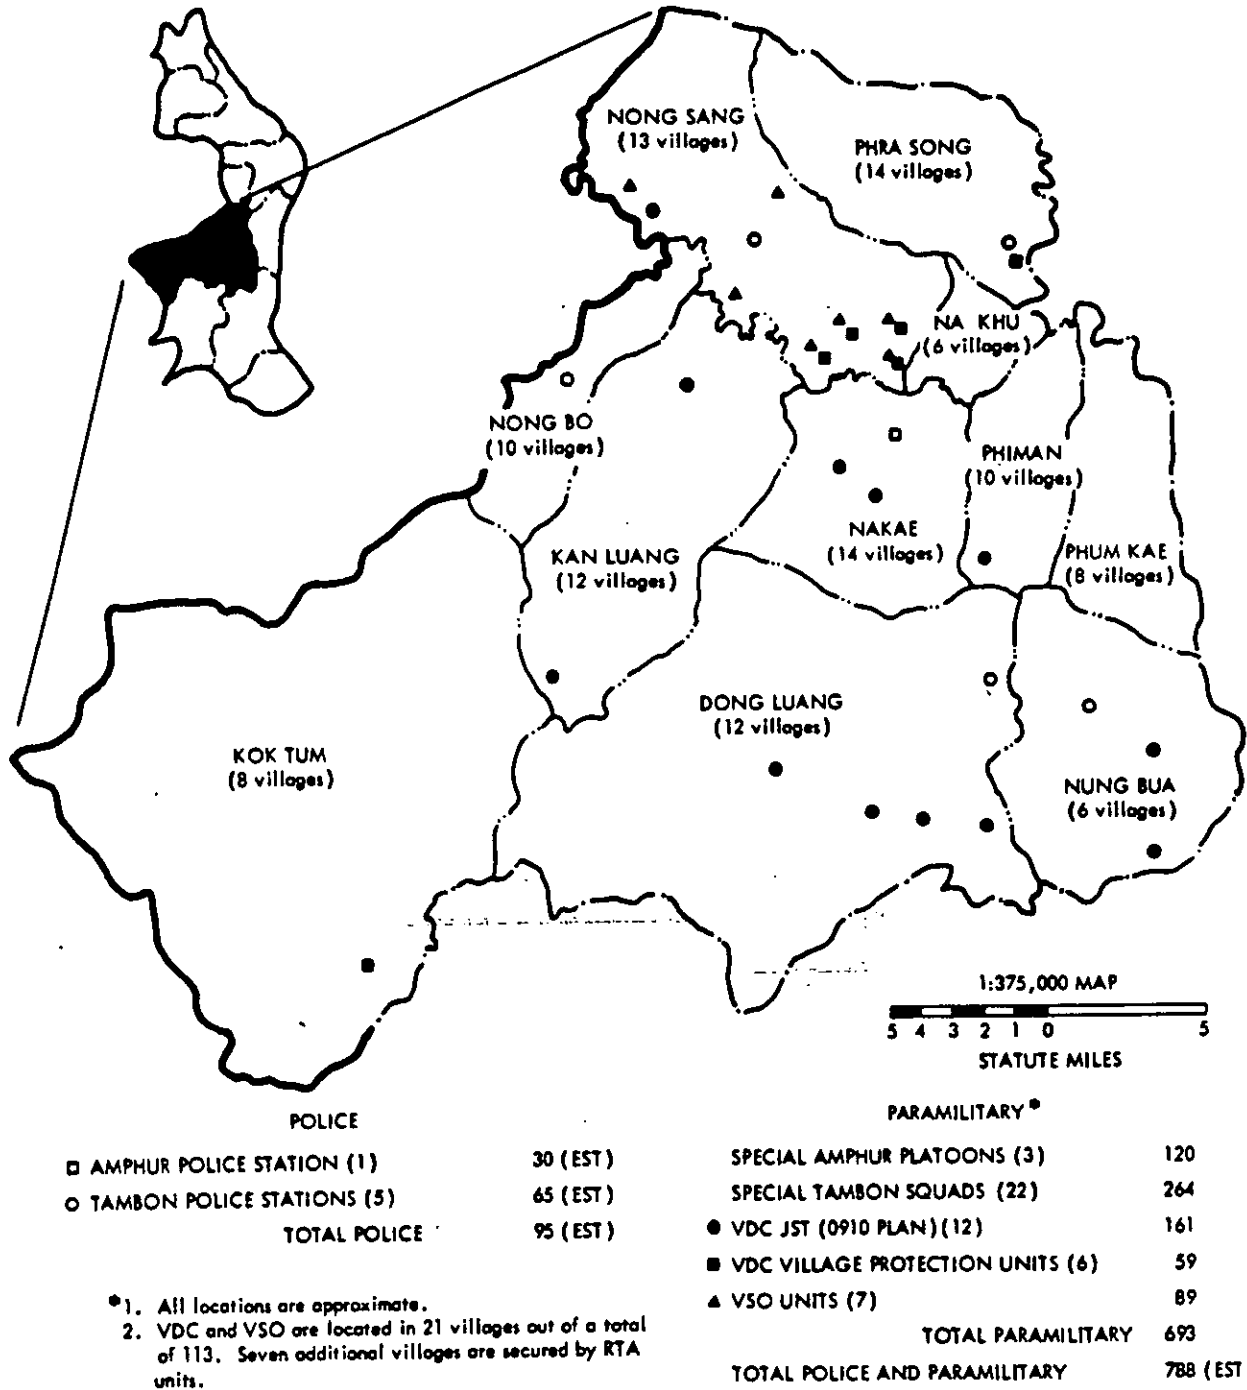 NONG SANG
(13 villages)
PHRA SONG
(14 villages)
NA KHU
(6 villages)
NONG BO
(10 villages)
PHIMAN
(10 villages)
NAKAE
(14 villages)
KAN LUANG
(12 villages)
PHUM KAE
(8 villages)
DONG LUANG
(12 villages)
KOK TUM
(8 villages)
NUNG BUA
(6 villages)
1:375,000 MAP
5 4 3 2 1 0 5
STATUTE MILES
POLICE
AMPHUR POLICE STATION (1) 30 (EST)
TAMBON POLICE STATIONS (5) 65 (EST)
TOTAL POLICE 95 (EST)
*1. All locations are approximate.
2. VDC and VSO are located in 21 villages out of a total
of 113. Seven additional villages are secured by RTA
units.
PARAMILITARY*
SPECIAL AMPHUR PLATOONS (3) 120
SPECIAL TAMBON SQUADS (22) 264
VDC JST (0910 PLAN) (12) 161
VDC VILLAGE PROTECTION UNITS (6) 59
VSO UNITS (7) 89
TOTAL PARAMILITARY 693
TOTAL POLICE AND PARAMILITARY 788 (EST